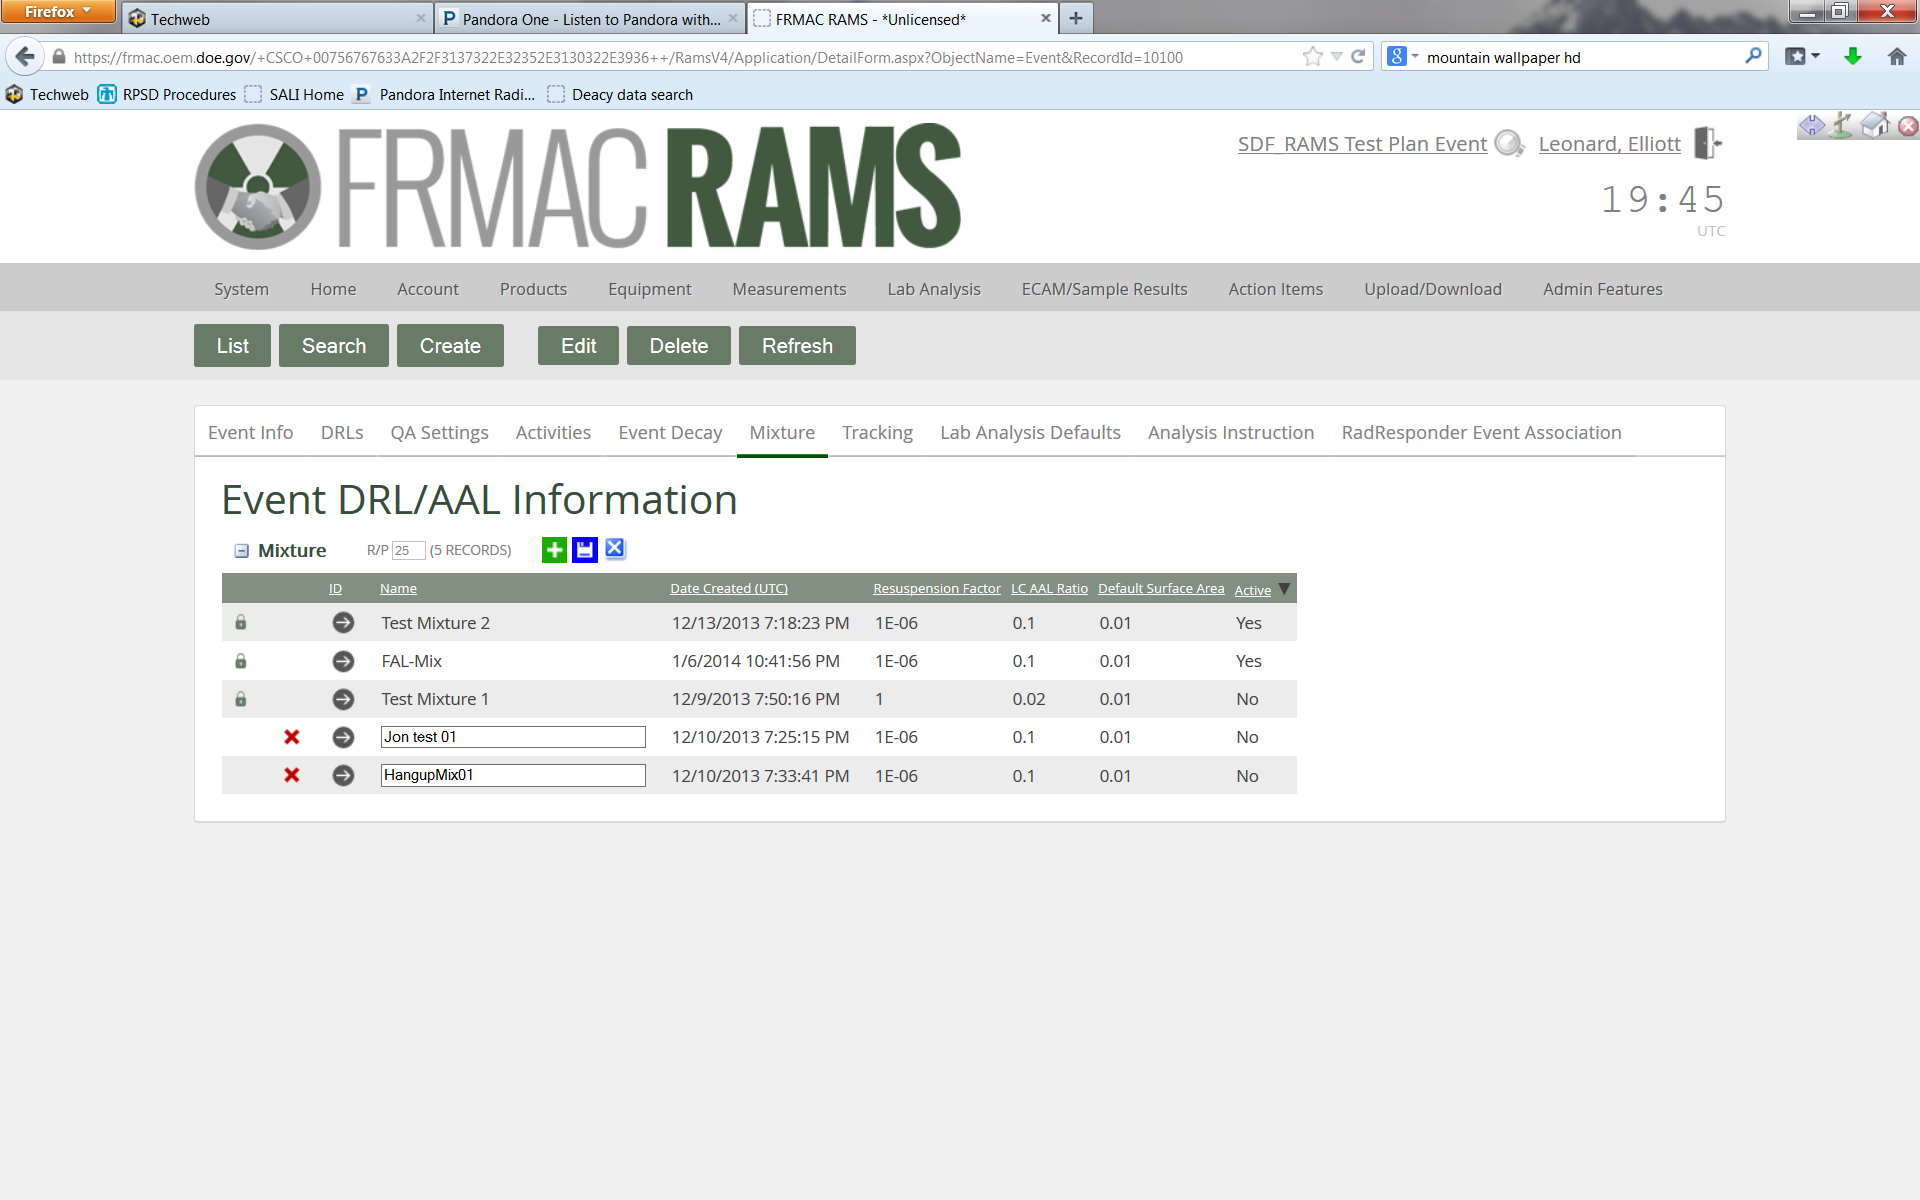 Firefox
Techweb
Pandora One - Listen to Pandora with...
FRMAC RAMS - *Unlicensed*
https://frmac.oem.doe.gov/+CSCO+00756767633A2F2F3137322E32352E3130322E3936++/RamsV4/Application/DetailForm.aspx?ObjectName=Event&RecordId=10100
mountain wallpaper hd
Techweb
RPSD Procedures
SALI Home
Pandora Internet Radi...
Deacy data search
FRMAC RAMS
SDF_RAMS Test Plan Event
Leonard, Elliott
19:45
UTC
System Home Account Products Equipment Measurements Lab Analysis ECAM/Sample Results Action Items Upload/Download Admin Features
List Search Create Edit Delete Refresh
Event Info DRLs QA Settings Activities Event Decay Mixture Tracking Lab Analysis Defaults Analysis Instruction RadResponder Event Association
Event DRL/AAL Information
Mixture R/P 25 (5 RECORDS)
ID Name Date Created (UTC) Resuspension Factor LC AAL Ratio Default Surface Area Active
Test Mixture 2 12/13/2013 7:18:23 PM 1E-06 0.1 0.01 Yes
FAL-Mix 1/6/2014 10:41:56 PM 1E-06 0.1 0.01 Yes
Test Mixture 1 12/9/2013 7:50:16 PM 1 0.02 0.01 No
Jon test 01 12/10/2013 7:25:15 PM 1E-06 0.1 0.01 No
HangupMix01 12/10/2013 7:33:41 PM 1E-06 0.1 0.01 No